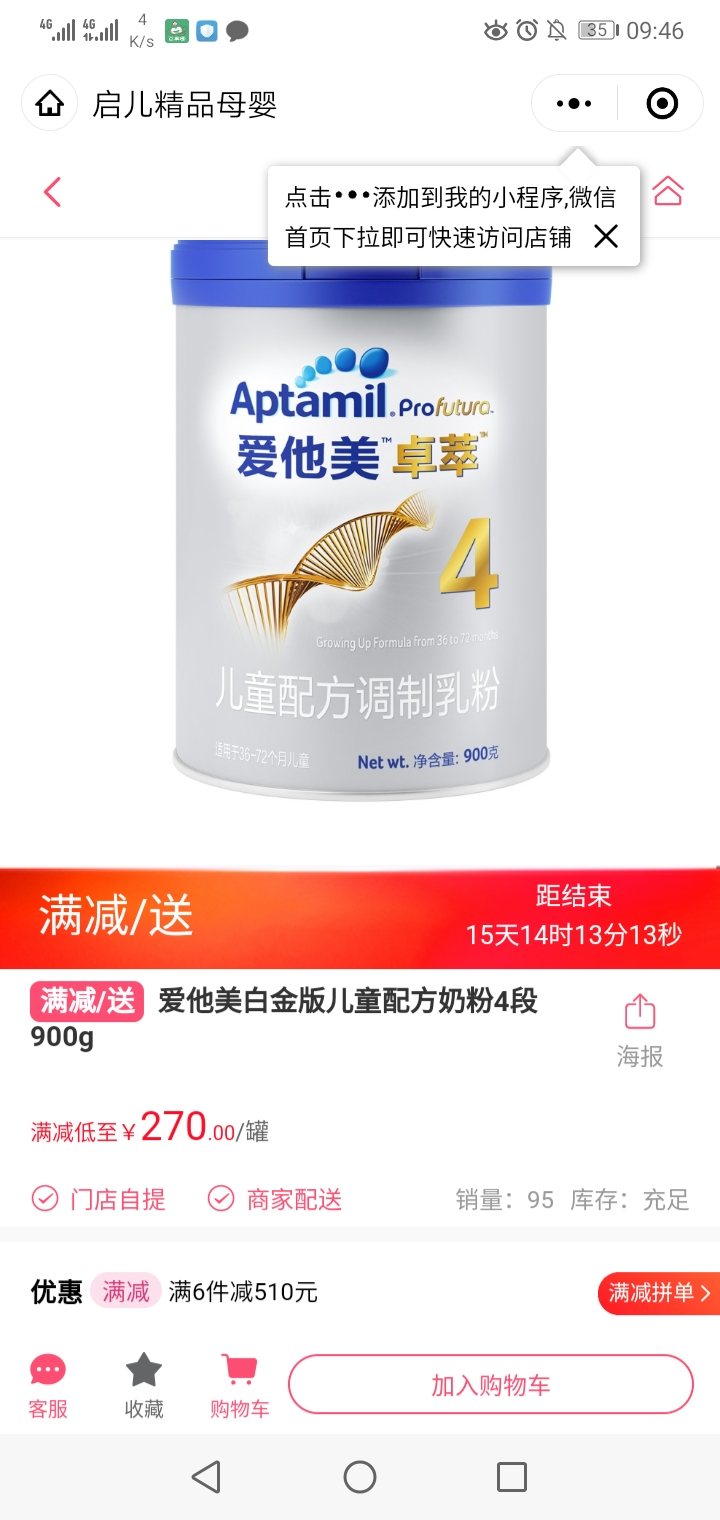 4G 4G 4 K/s 35 09:46
启儿精品母婴
点击•••添加到我的小程序,微信
首页下拉即可快速访问店铺
Aptamil Profutura
爱他美™ 卓萃™
4
Growing Up Formula from 36 to 72 months
儿童配方调制乳粉
适用于36-72个月儿童
Net wt. 净含量: 900克
满减/送
距结束
15天14时13分13秒
满减/送 爱他美白金版儿童配方奶粉4段
900g
海报
满减低至¥270.00/罐
门店自提 商家配送 销量：95 库存：充足
优惠 满减 满6件减510元 满减拼单
客服 收藏 购物车 加入购物车